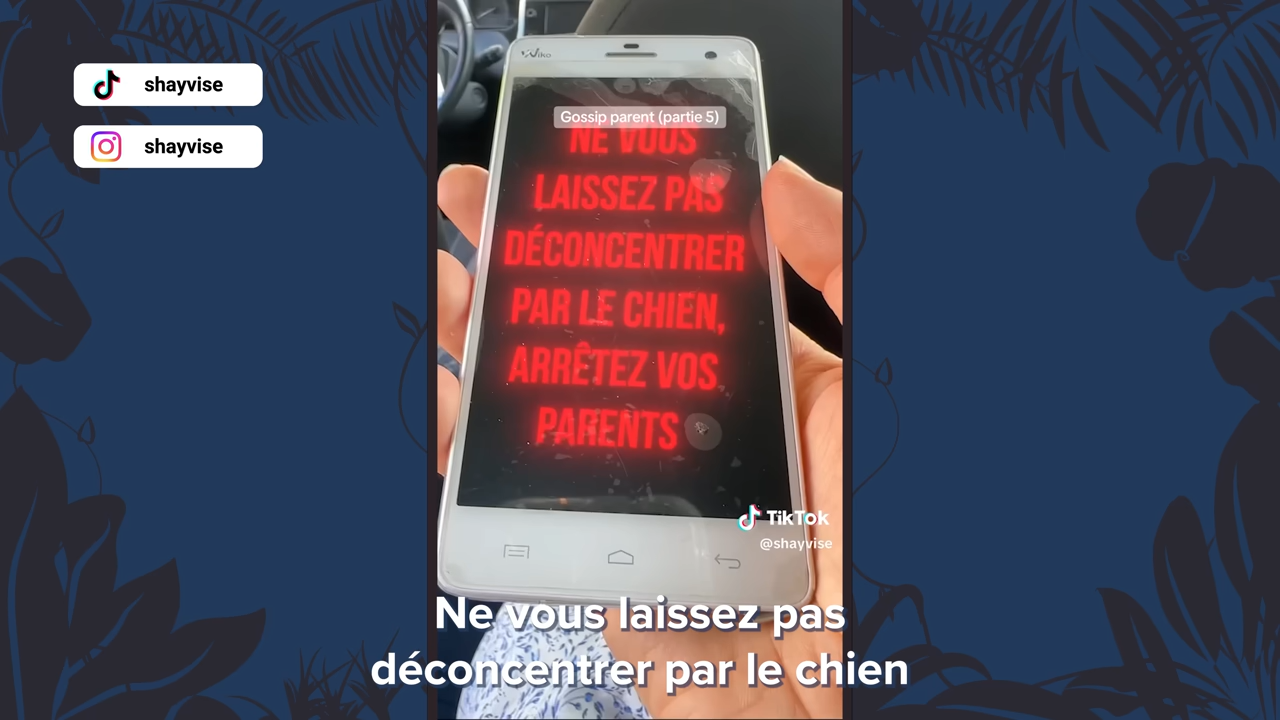 shayvise
shayvise
Wiko
Gossip parent (partie 5)
NE VOUS
LAISSEZ PAS
DÉCONCENTRER
PAR LE CHIEN,
ARRÊTEZ VOS
PARENTS
TikTok
@shayvise
Ne vous laissez pas
déconcentrer par le chien